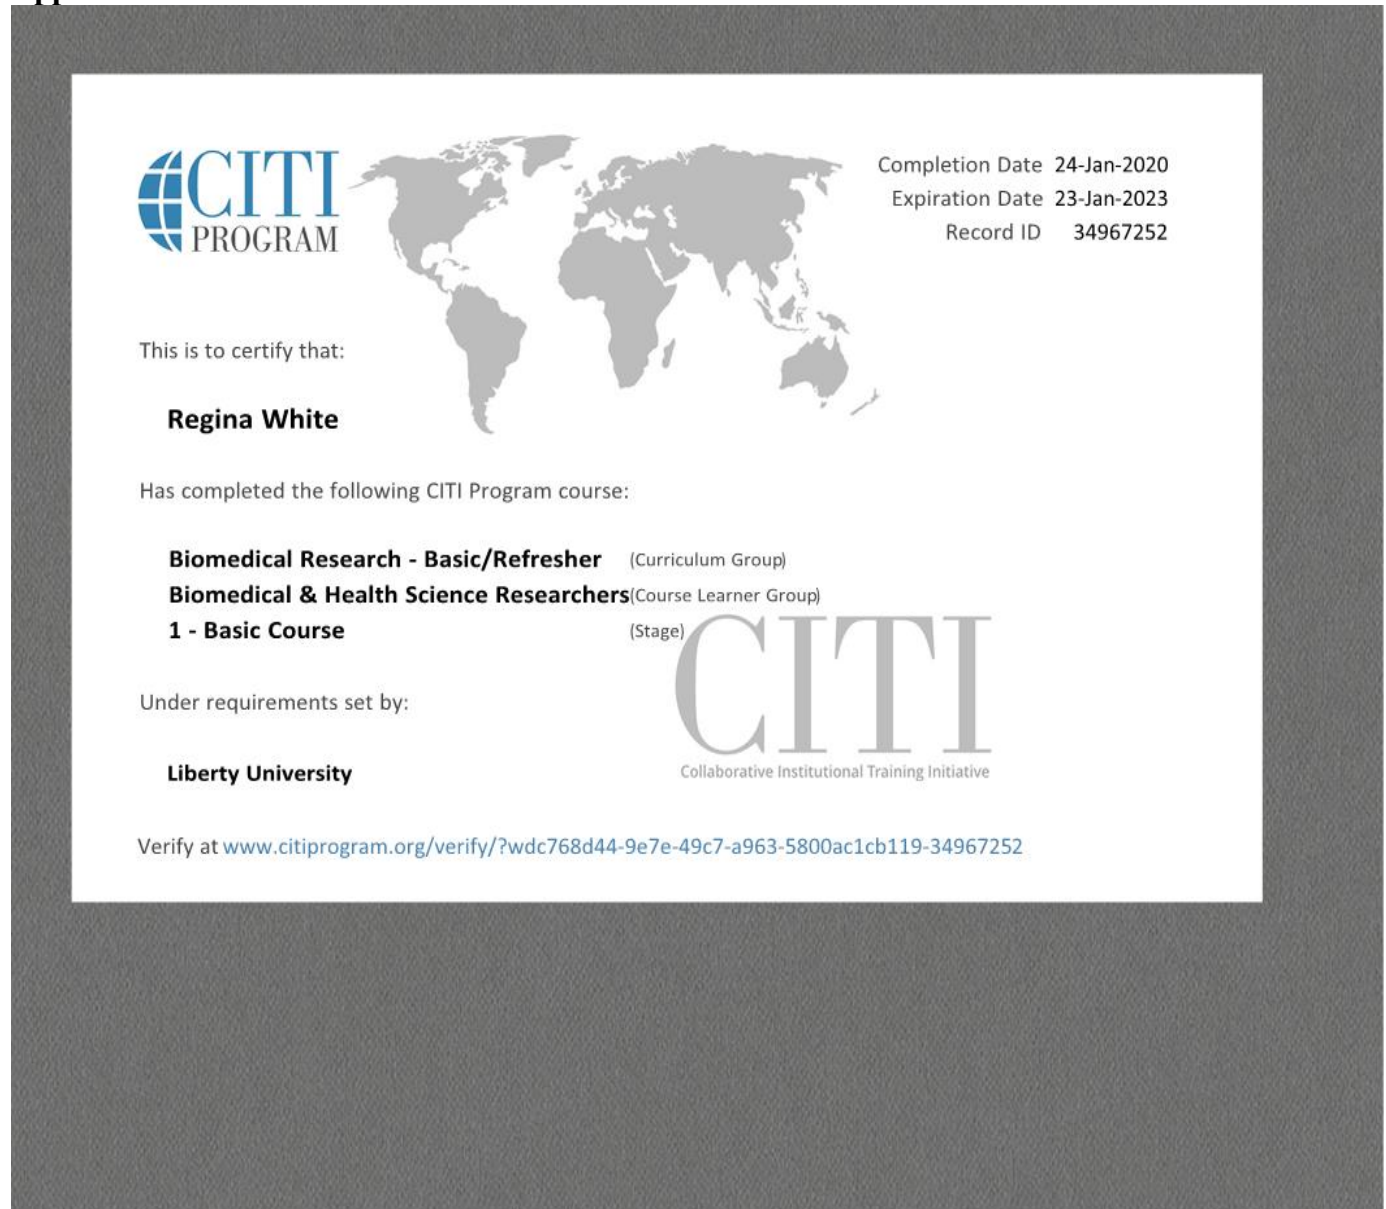 CITI
PROGRAM
Completion Date 24-Jan-2020
Expiration Date 23-Jan-2023
Record ID 34967252
This is to certify that:
Regina White
Has completed the following CITI Program course:
Biomedical Research - Basic/Refresher (Curriculum Group)
Biomedical & Health Science Researchers(Course Learner Group)
1 - Basic Course (Stage)
Under requirements set by:
Liberty University
CITI
Collaborative Institutional Training Initiative
Verify at www.citiprogram.org/verify/?wdc768d44-9e7e-49c7-a963-5800ac1cb119-34967252